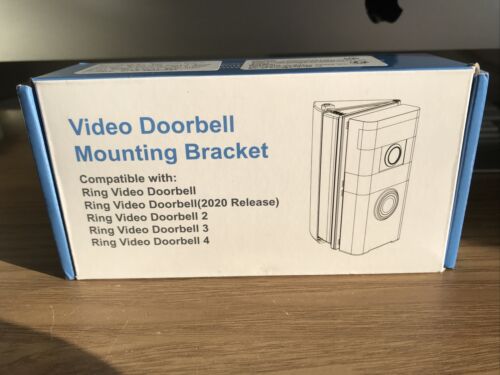 Video Doorbell
Mounting Bracket
Compatible with:
Ring Video Doorbell
Ring Video Doorbell(2020 Release)
Ring Video Doorbell 2
Ring Video Doorbell 3
Ring Video Doorbell 4